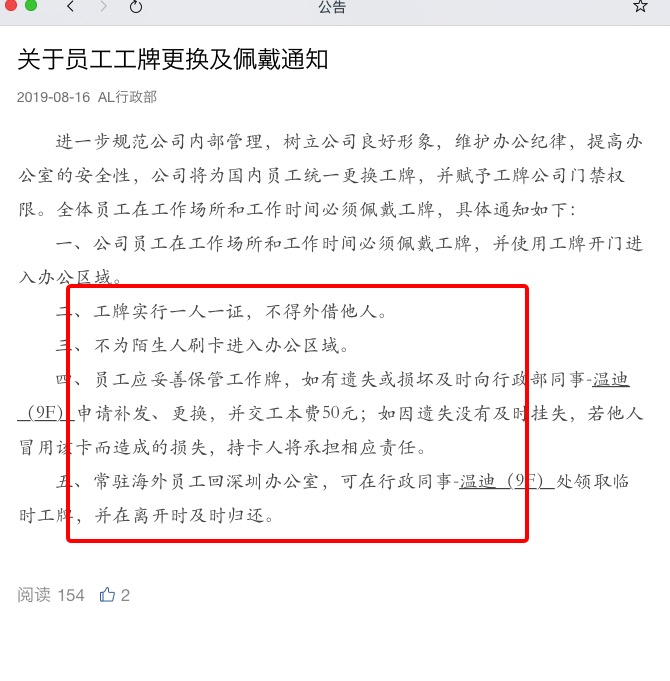 公告
关于员工工牌更换及佩戴通知
2019-08-16 AL行政部
进一步规范公司内部管理，树立公司良好形象，维护办公纪律，提高办
公室的安全性，公司将为国内员工统一更换工牌，并赋予工牌公司门禁权
限。全体员工在工作场所和工作时间必须佩戴工牌，具体通知如下：
一、公司员工在工作场所和工作时间必须佩戴工牌，并使用工牌开门进
入办公区域。
二、工牌实行一人一证，不得外借他人。
三、不为陌生人刷卡进入办公区域。
四、员工应妥善保管工作牌，如有遗失或损坏及时向行政部同事-温迪
（9F）申请补发、更换，并交工本费50元；如因遗失没有及时挂失，若他人
冒用该卡而造成的损失，持卡人将承担相应责任。
五、常驻海外员工回深圳办公室，可在行政同事-温迪（9F）处领取临
时工牌，并在离开时及时归还。
阅读 154 2